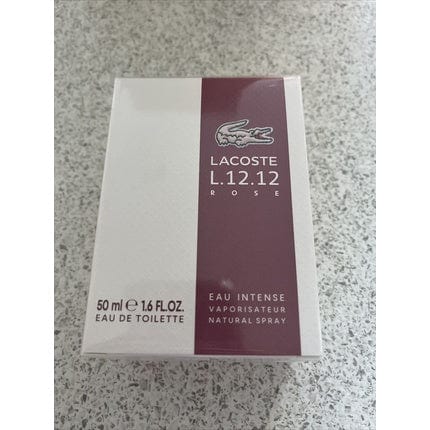 LACOSTE
L.12.12
ROSE
50 ml ℮ 1.6 FL.OZ.
EAU DE TOILETTE
EAU INTENSE
VAPORISATEUR
NATURAL SPRAY